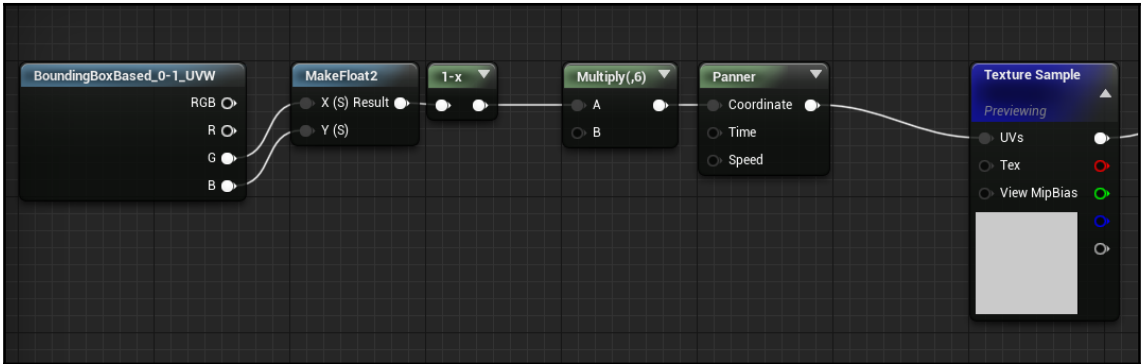 BoundingBoxBased_0-1_UVW
RGB
R
G
B
MakeFloat2
X (S) Result
Y (S)
1-x
Multiply(,6)
A
B
Panner
Coordinate
Time
Speed
Texture Sample
Previewing
UVs
Tex
View MipBias